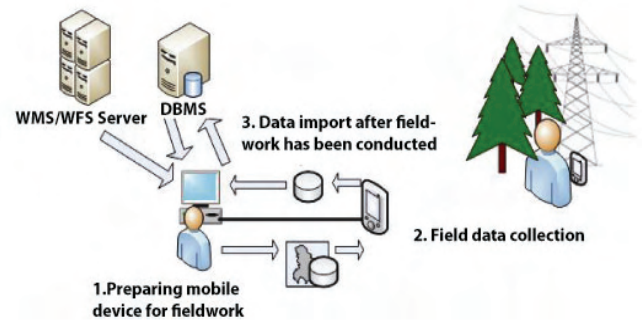 WMS/WFS Server
DBMS
3. Data import after field-
work has been conducted
2. Field data collection
1.Preparing mobile
device for fieldwork